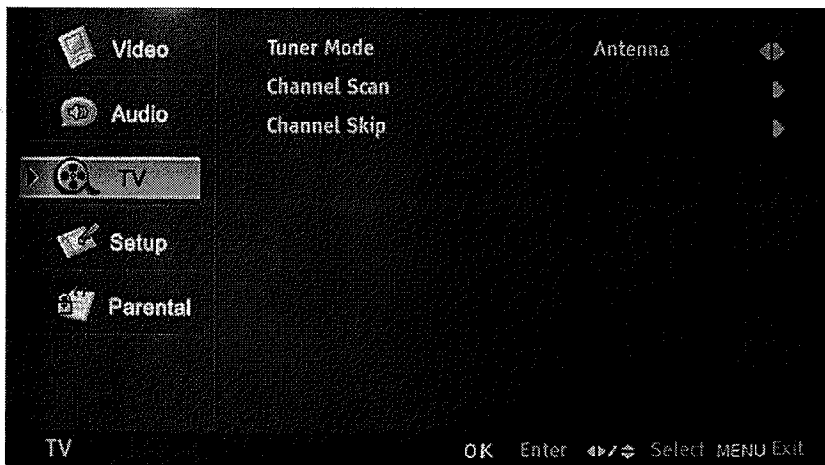 Video
Audio
TV
Setup
Parental
Tuner Mode Antenna
Channel Scan
Channel Skip
TV OK Enter Select MENU Exit